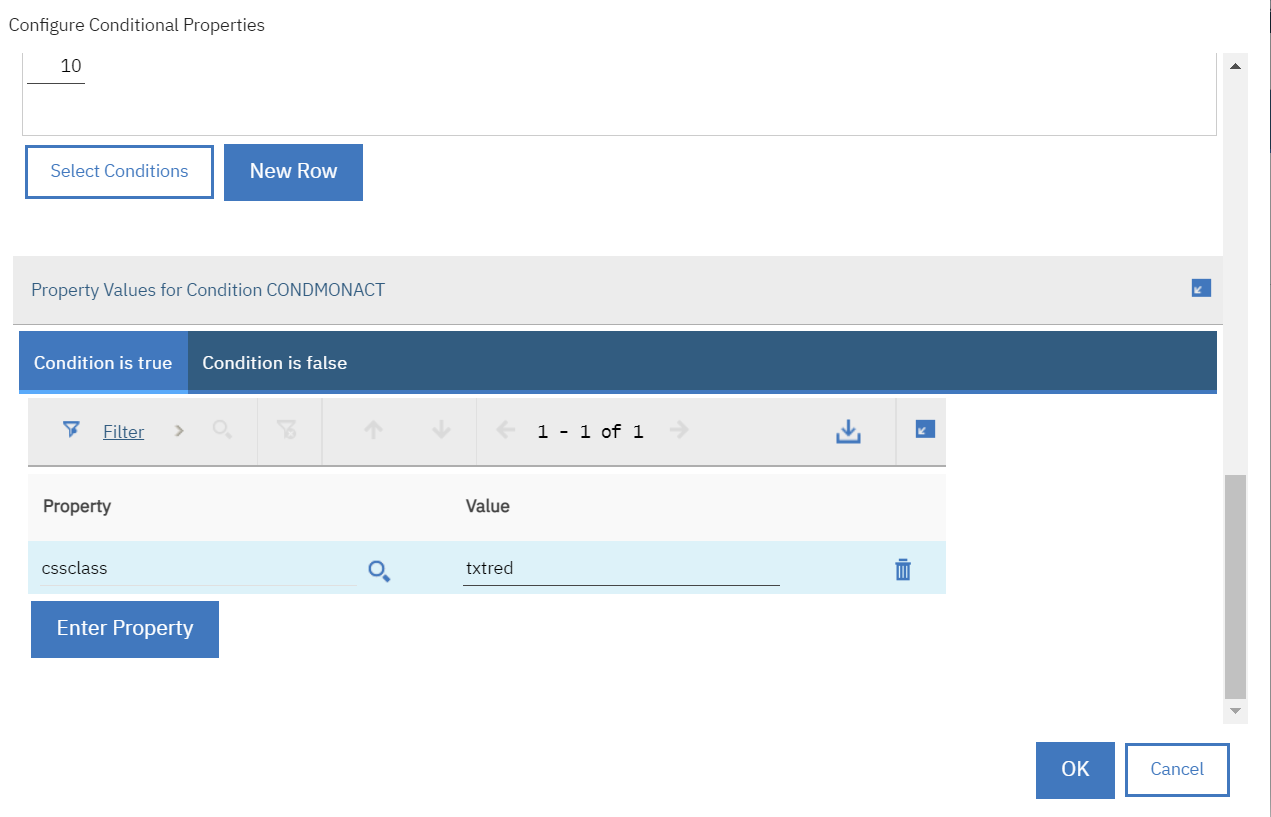 Configure Conditional Properties
10
Select Conditions New Row
Property Values for Condition CONDMONACT
Condition is true Condition is false
Filter 1 - 1 of 1
Property Value
cssclass txtred
Enter Property
OK Cancel